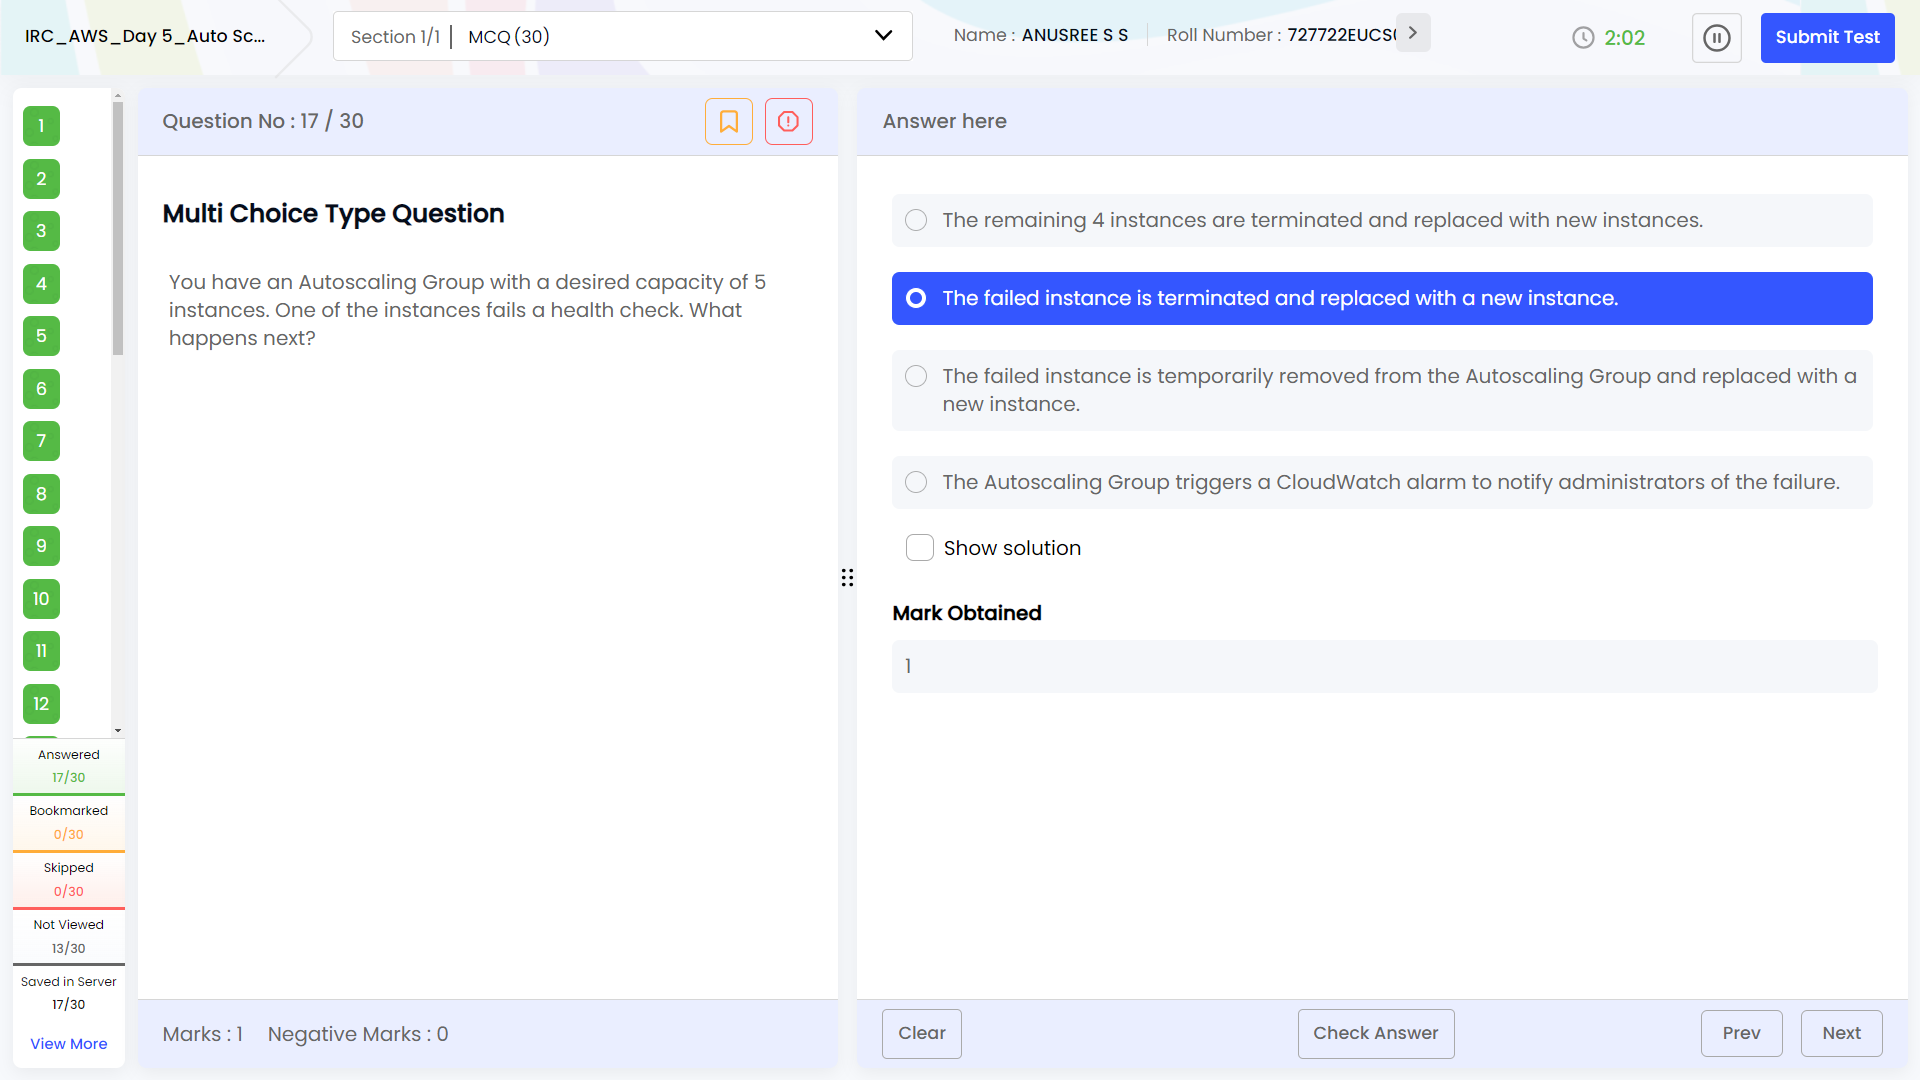 IRC_AWS_Day 5_Auto Sc...
Section 1/1 | MCQ (30)
Name : ANUSREE S S
Roll Number : 727722EUCS
2:02
Submit Test
1
2
3
4
5
6
7
8
9
10
11
12
Answered
17/30
Bookmarked
0/30
Skipped
0/30
Not Viewed
13/30
Saved in Server
17/30
View More
Question No : 17 / 30
Multi Choice Type Question
You have an Autoscaling Group with a desired capacity of 5
instances. One of the instances fails a health check. What
happens next?
Marks : 1 Negative Marks : 0
Answer here
The remaining 4 instances are terminated and replaced with new instances.
The failed instance is terminated and replaced with a new instance.
The failed instance is temporarily removed from the Autoscaling Group and replaced with a
new instance.
The Autoscaling Group triggers a CloudWatch alarm to notify administrators of the failure.
Show solution
Mark Obtained
1
Clear
Check Answer
Prev
Next